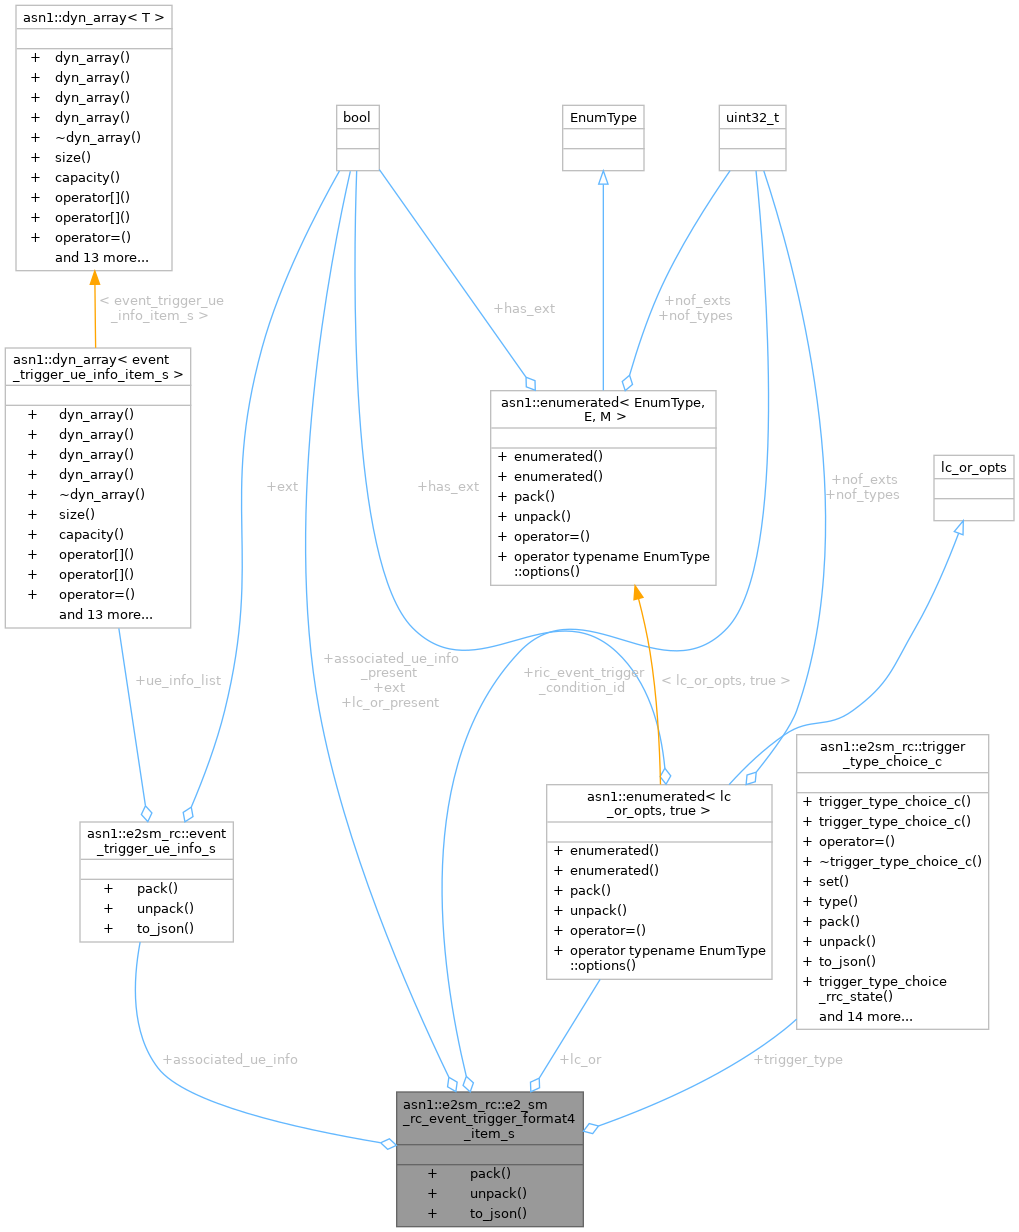 asn1::dyn_array< T >
+ dyn_array()
+ dyn_array()
+ dyn_array()
+ dyn_array()
+ ~dyn_array()
+ size()
+ capacity()
+ operator[]()
+ operator[]()
+ operator=()
and 13 more...
bool
EnumType
uint32_t
< event_trigger_ue
_info_item_s >
+has_ext
+nof_exts
+nof_types
asn1::dyn_array< event
_trigger_ue_info_item_s >
+ dyn_array()
+ dyn_array()
+ dyn_array()
+ dyn_array()
+ ~dyn_array()
+ size()
+ capacity()
+ operator[]()
+ operator[]()
+ operator=()
and 13 more...
+ext
+has_ext
asn1::enumerated< EnumType,
E, M >
+ enumerated()
+ enumerated()
+ pack()
+ unpack()
+ operator=()
+ operator typename EnumType
::options()
+nof_exts
+nof_types
lc_or_opts
+ue_info_list
+associated_ue_info
_present
+ext
+lc_or_present
+ric_event_trigger
_condition_id
< lc_or_opts, true >
asn1::e2sm_rc::event
_trigger_ue_info_s
+ pack()
+ unpack()
+ to_json()
asn1::enumerated< lc
_or_opts, true >
+ enumerated()
+ enumerated()
+ pack()
+ unpack()
+ operator=()
+ operator typename EnumType
::options()
asn1::e2sm_rc::trigger
_type_choice_c
+ trigger_type_choice_c()
+ trigger_type_choice_c()
+ operator=()
+ ~trigger_type_choice_c()
+ set()
+ type()
+ pack()
+ unpack()
+ to_json()
+ trigger_type_choice
_rrc_state()
and 14 more...
+associated_ue_info
+lc_or
+trigger_type
asn1::e2sm_rc::e2_sm
_rc_event_trigger_format4
_item_s
+ pack()
+ unpack()
+ to_json()